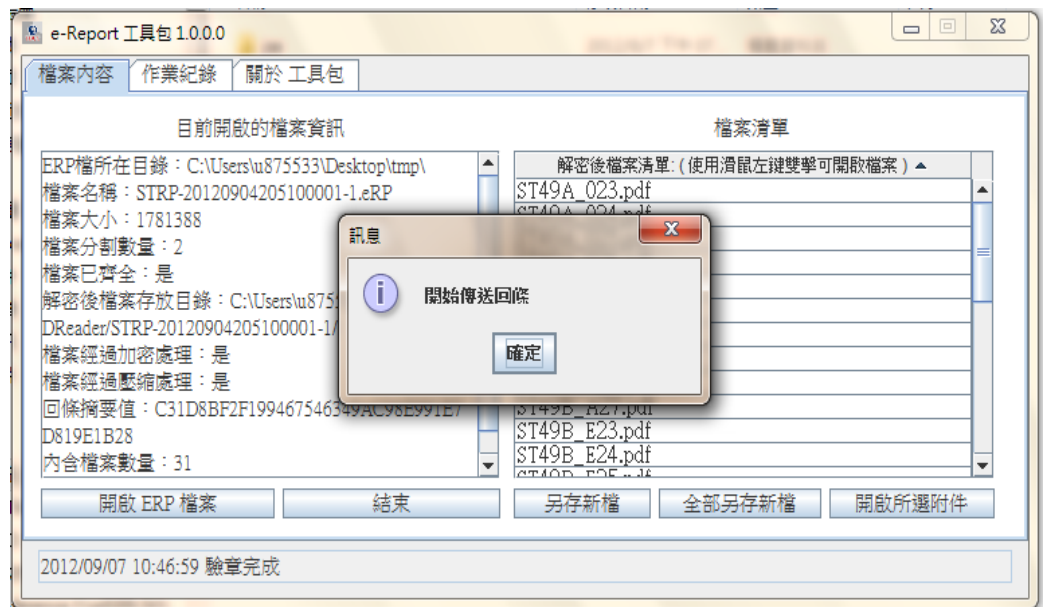 e-Report 工具包 1.0.0.0
檔案內容 作業紀錄 關於 工具包
目前開啟的檔案資訊
ERP檔所在目錄：C:\Users\u875533\Desktop\tmp\
檔案名稱：STRP-20120904205100001-1.eRP
檔案大小：1781388
檔案分割數量：2
檔案已齊全：是
解密後檔案存放目錄：C:\Users\u875
DReader/STRP-20120904205100001-1/
檔案經過加密處理：是
檔案經過壓縮處理：是
回條摘要值：C31D8BF2F199467546349AC98E991E7
D819E1B28
內含檔案數量：31
檔案清單
解密後檔案清單:（使用滑鼠左鍵雙擊可開啟檔案）
ST49A_023.pdf
ST49A_024.pdf
ST49B_A27.pdf
ST49B_E23.pdf
ST49B_E24.pdf
ST49B_E25.pdf
訊息
開始傳送回條
確定
開啟 ERP 檔案 結束 另存新檔 全部另存新檔 開啟所選附件
2012/09/07 10:46:59 驗章完成